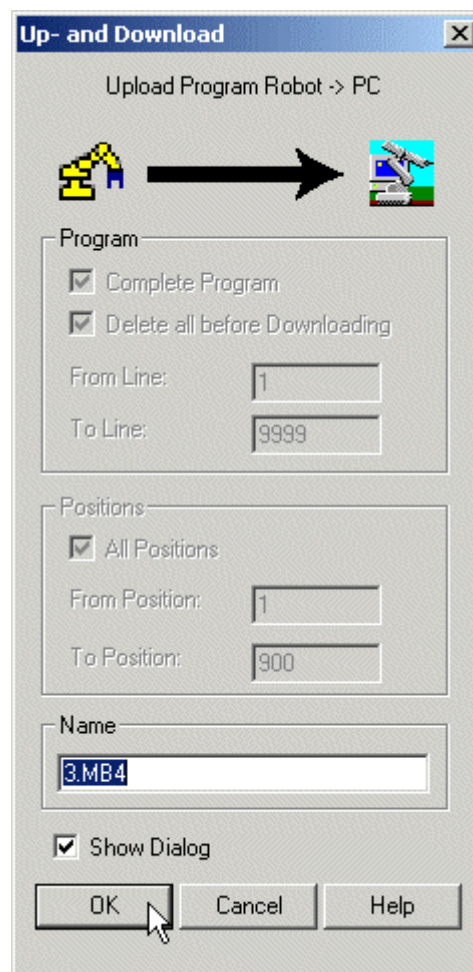 Up- and Download
Upload Program Robot -> PC
Program
Complete Program
Delete all before Downloading
From Line: 1
To Line: 9999
Positions
All Positions
From Position: 1
To Position: 900
Name
3.MB4
Show Dialog
OK Cancel Help